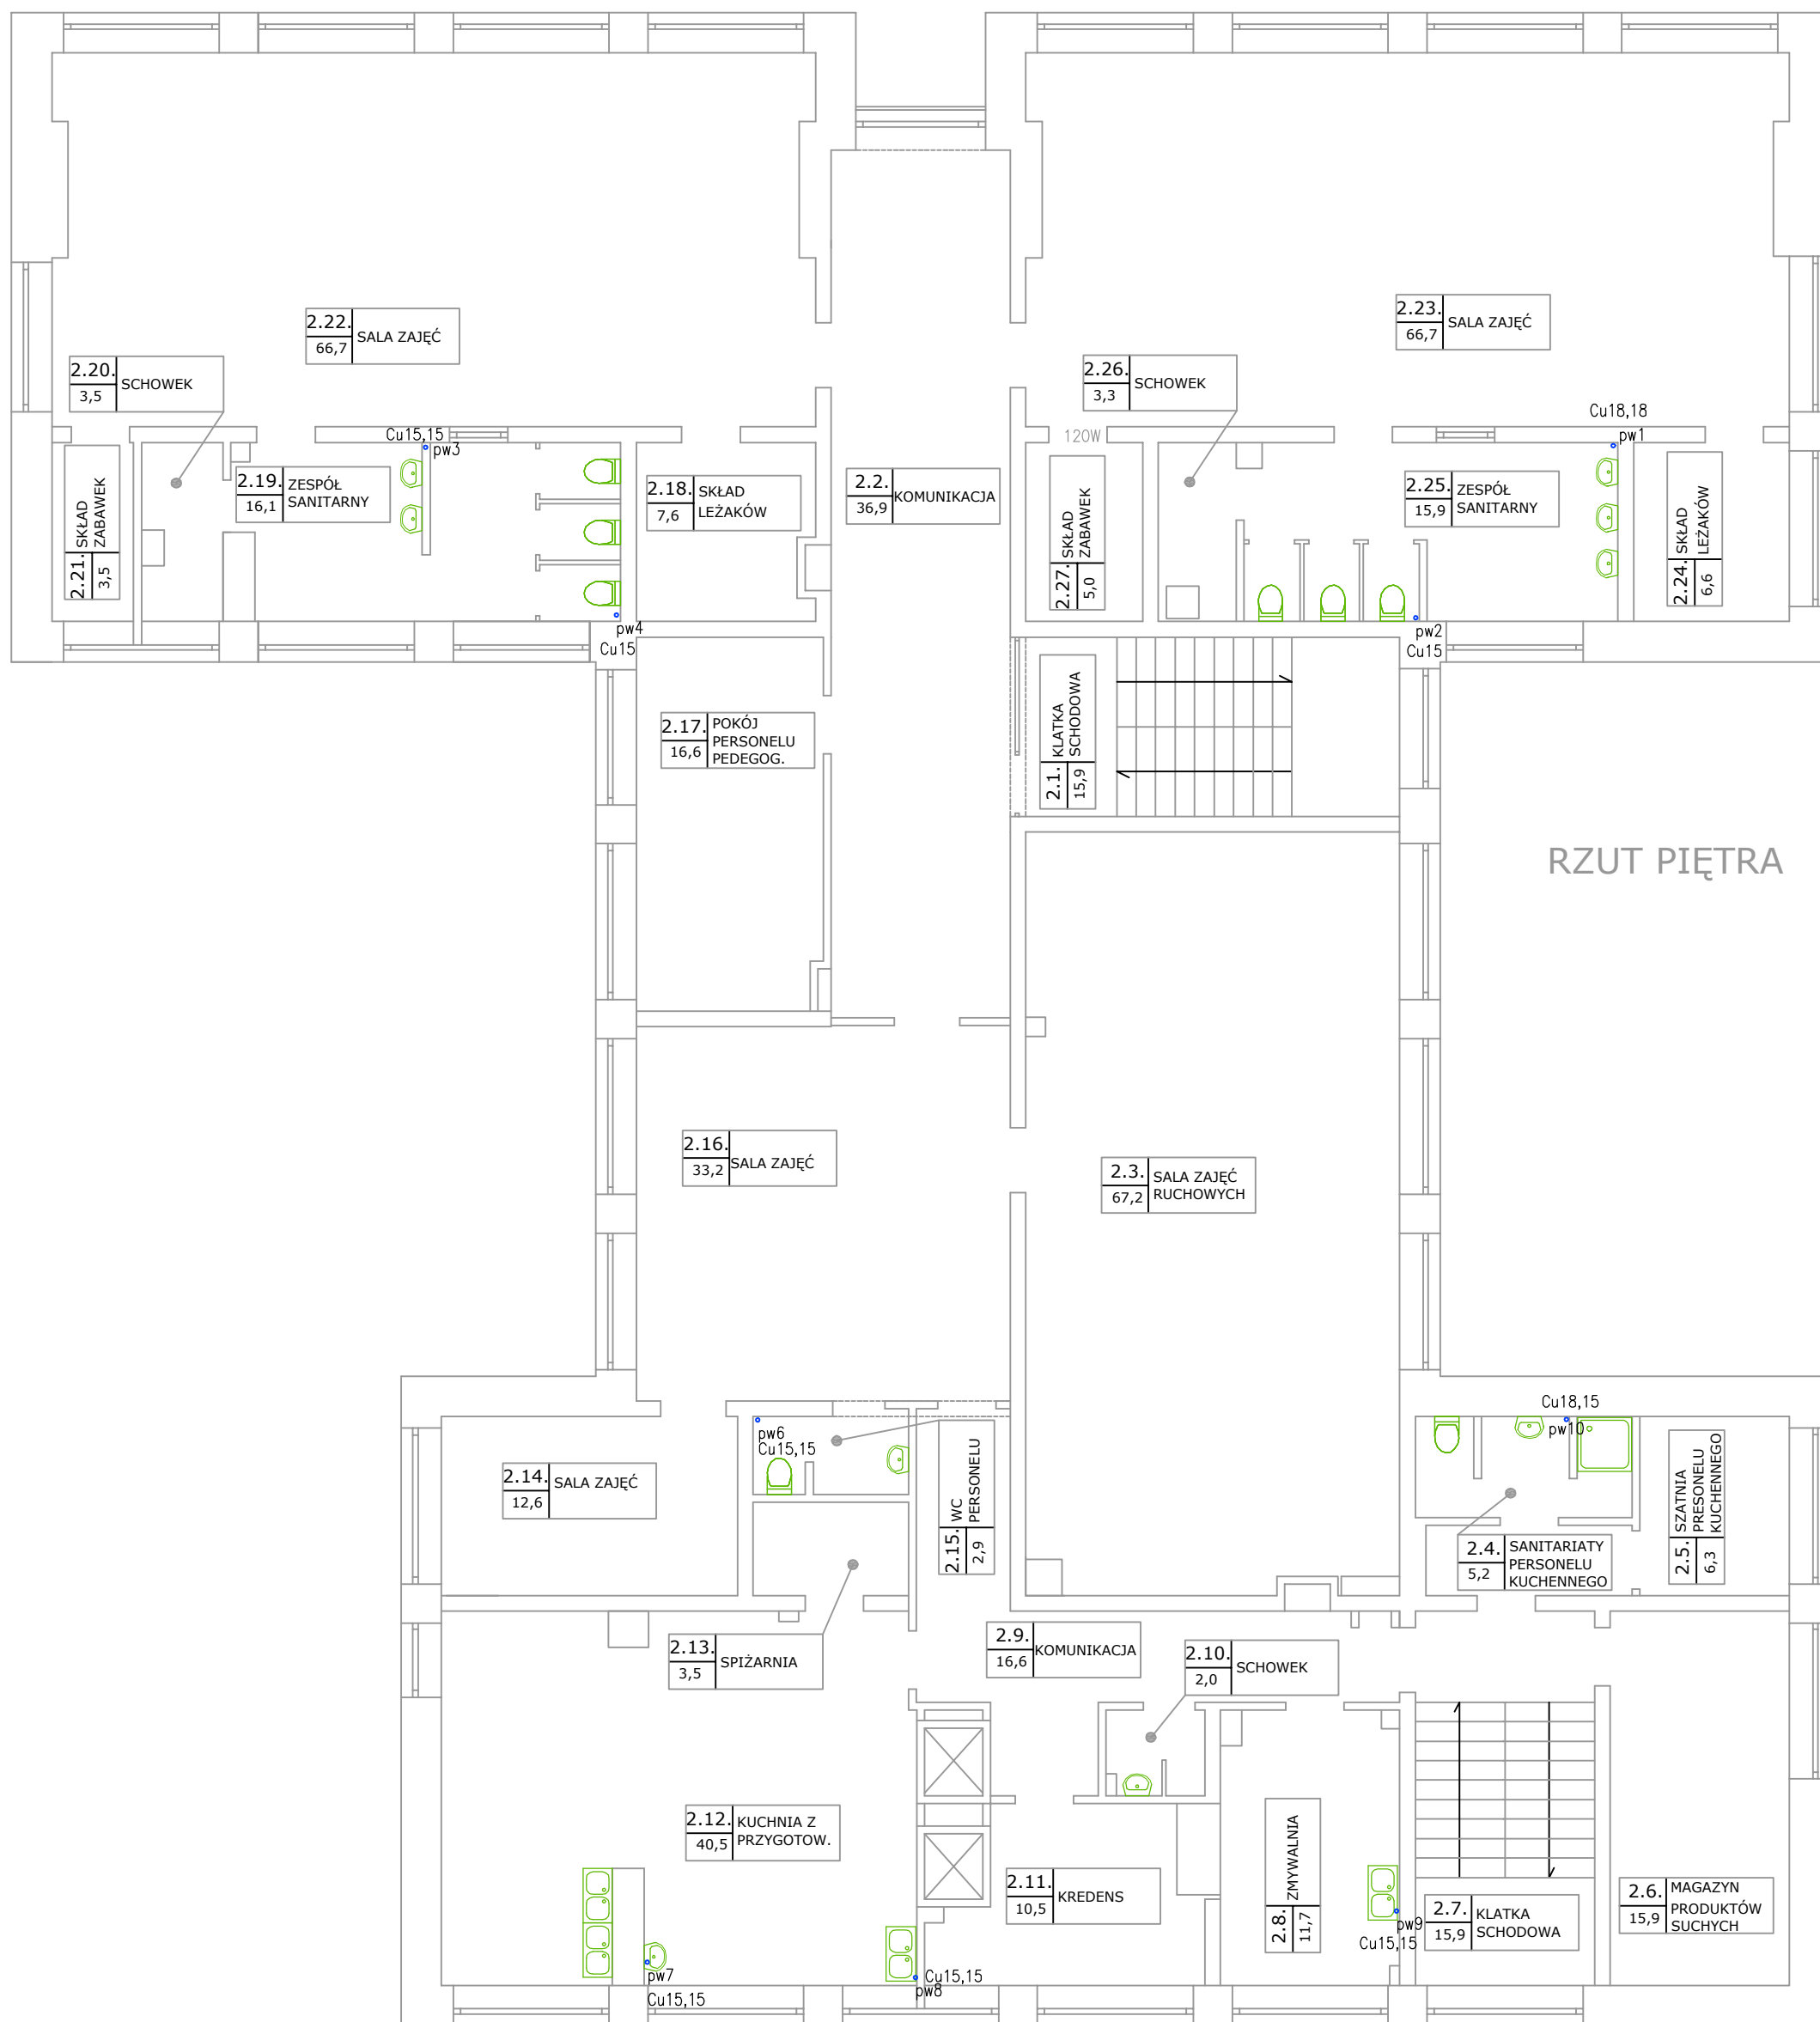 2.22.
66,7
SALA ZAJĘĆ
2.23.
66,7
SALA ZAJĘĆ
2.20.
3,5
SCHOWEK
2.26.
3,3
SCHOWEK
Cu15,15
pw3
120W
Cu18,18
pw1
2.21.
3,5
SKŁAD
ZABAWEK
2.19.
16,1
ZESPÓŁ
SANITARNY
2.18.
7,6
SKŁAD
LEŻAKÓW
2.2.
36,9
KOMUNIKACJA
2.27.
5,0
SKŁAD
ZABAWEK
2.25.
15,9
ZESPÓŁ
SANITARNY
2.24.
6,6
SKŁAD
LEŻAKÓW
pw4
Cu15
pw2
Cu15
2.17.
16,6
POKÓJ
PERSONELU
PEDEGOG.
2.1.
15,9
KLATKA
SCHODOWA
RZUT PIĘTRA
2.16.
33,2
SALA ZAJĘĆ
2.3.
67,2
SALA ZAJĘĆ
RUCHOWYCH
pw6
Cu15,15
Cu18,15
pw10
2.14.
12,6
SALA ZAJĘĆ
2.15.
2,9
WC
PERSONELU
2.4.
5,2
SANITARIATY
PERSONELU
KUCHENNEGO
2.5.
6,3
SZATNIA
PRESONELU
KUCHENNEGO
2.13.
3,5
SPIŻARNIA
2.9.
16,6
KOMUNIKACJA
2.10.
2,0
SCHOWEK
2.12.
40,5
KUCHNIA Z
PRZYGOTOW.
2.11.
10,5
KREDENS
2.8.
11,7
ZMYWALNIA
pw9
Cu15,15
2.7.
15,9
KLATKA
SCHODOWA
2.6.
15,9
MAGAZYN
PRODUKTÓW
SUCHYCH
pw7
Cu15,15
Cu15,15
pw8